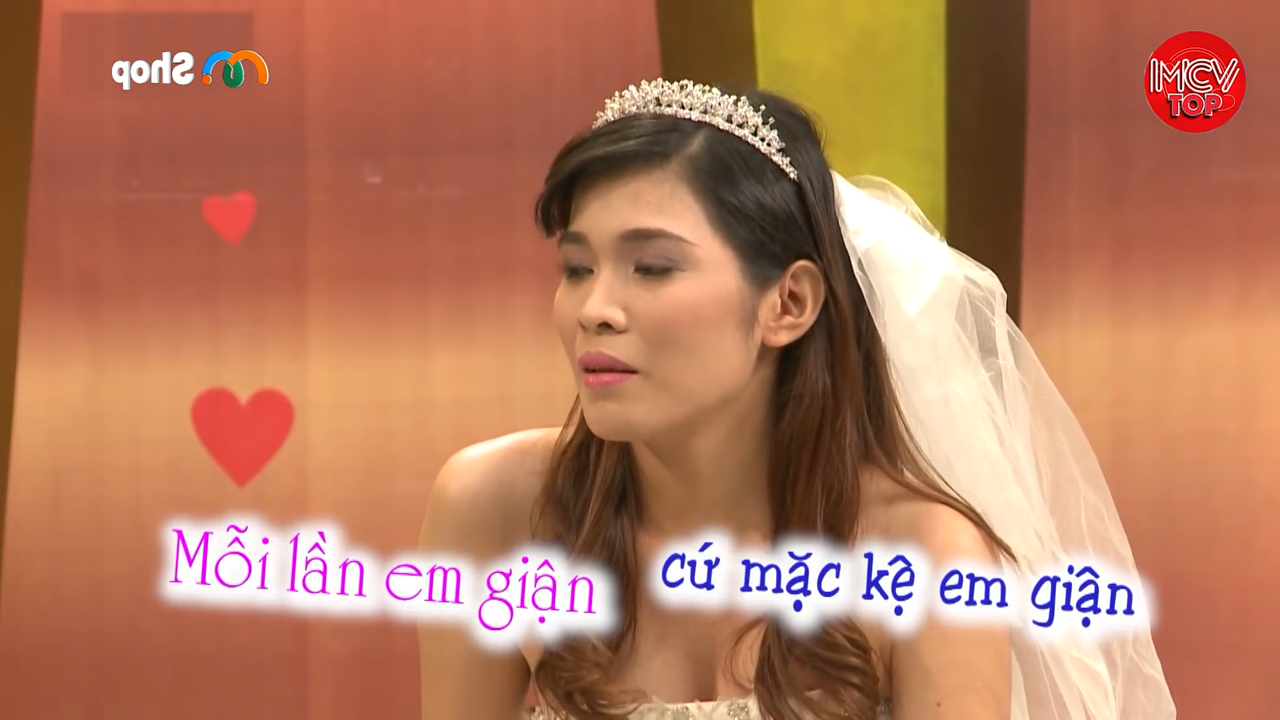 Shop
MCV
TOP
Mỗi lần em giận cứ mặc kệ em giận